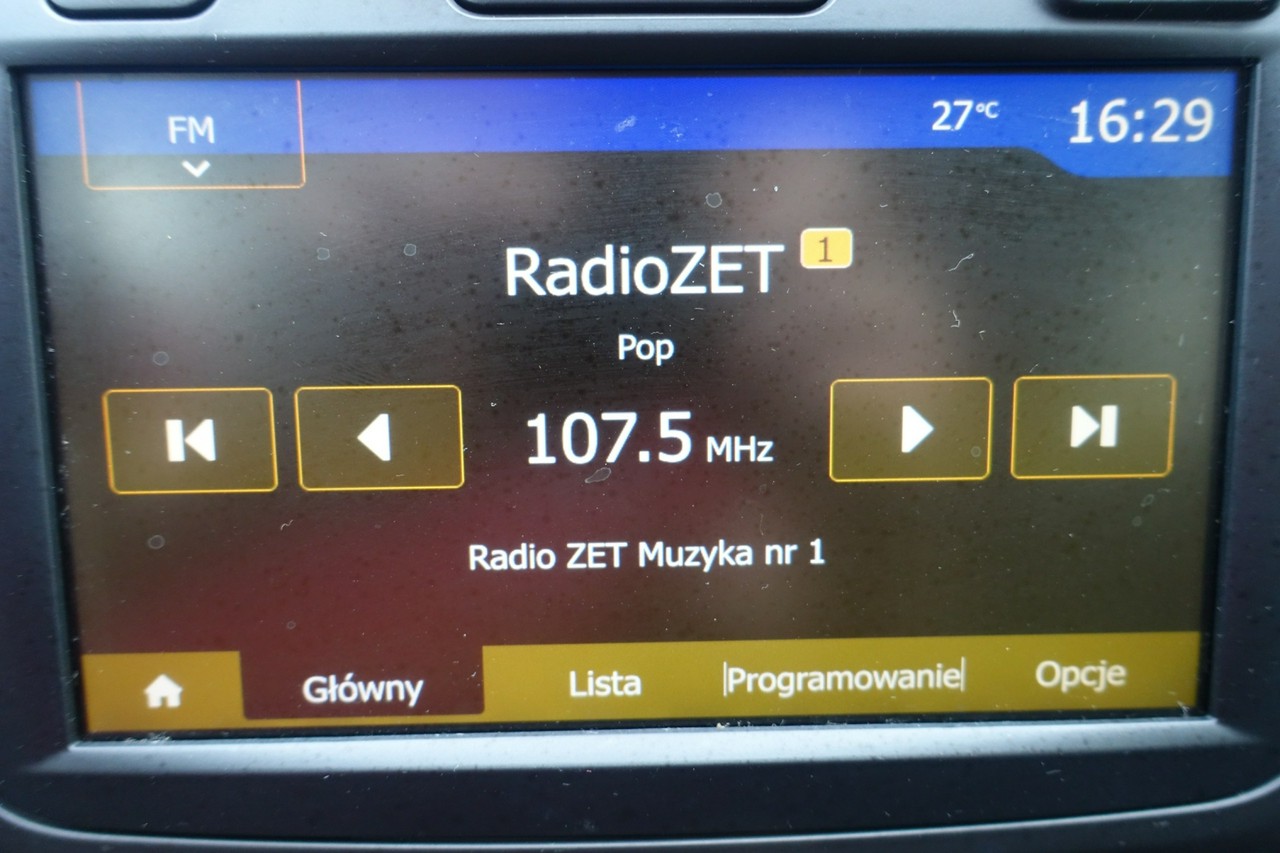 FM
27°C
16:29
RadioZET 1
Pop
107.5 MHz
Radio ZET Muzyka nr 1
Główny Lista |Programowanie| Opcje